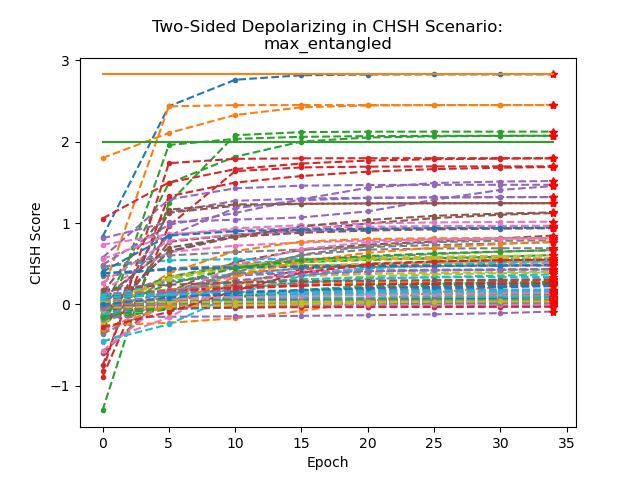 Two-Sided Depolarizing in CHSH Scenario:
max_entangled
CHSH Score
3
2
1
0
−1
0 5 10 15 20 25 30 35
Epoch